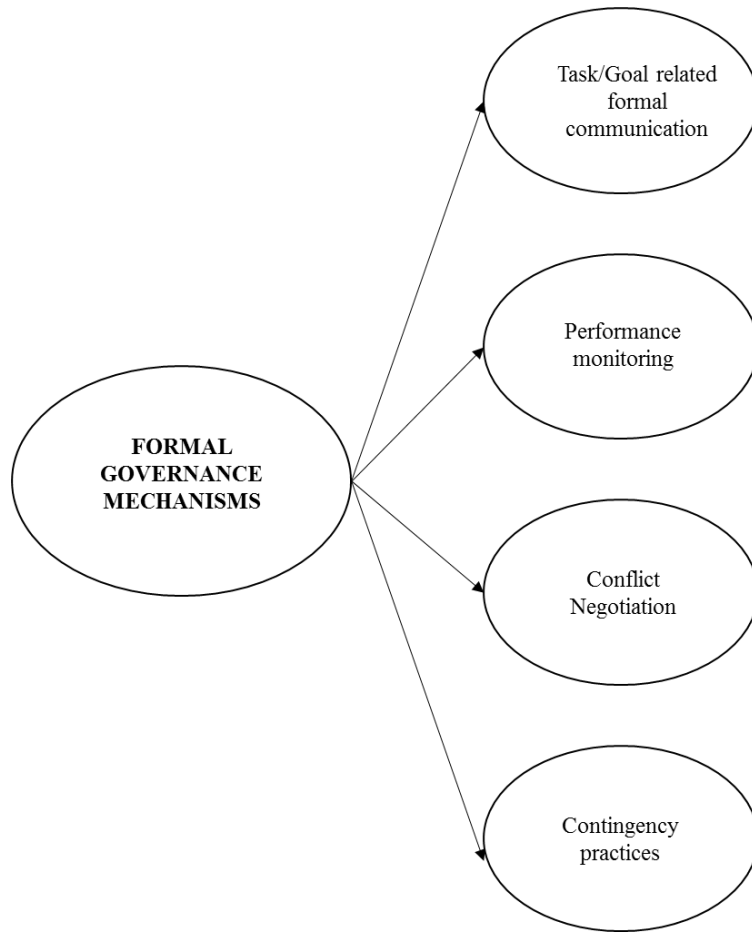 Task/Goal related
formal
communication
Performance
monitoring
FORMAL
GOVERNANCE
MECHANISMS
Conflict
Negotiation
Contingency
practices